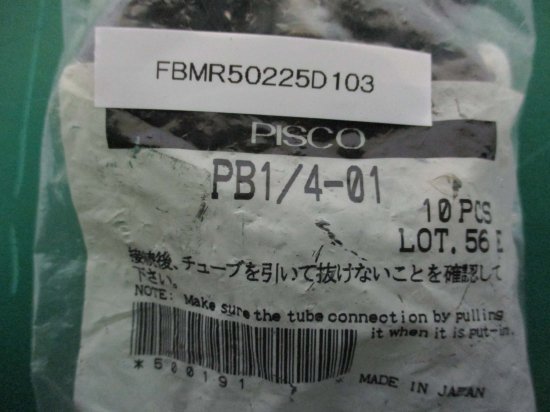 FBMR50225D103
PISCO
PB1/4-01
10 PCS
LOT. 56 E
接続後、チューブを引いて抜けないことを確認して
下さい。
NOTE: Make sure the tube connection by pulling
it when it is put-in.
*500191
MADE IN JAPAN